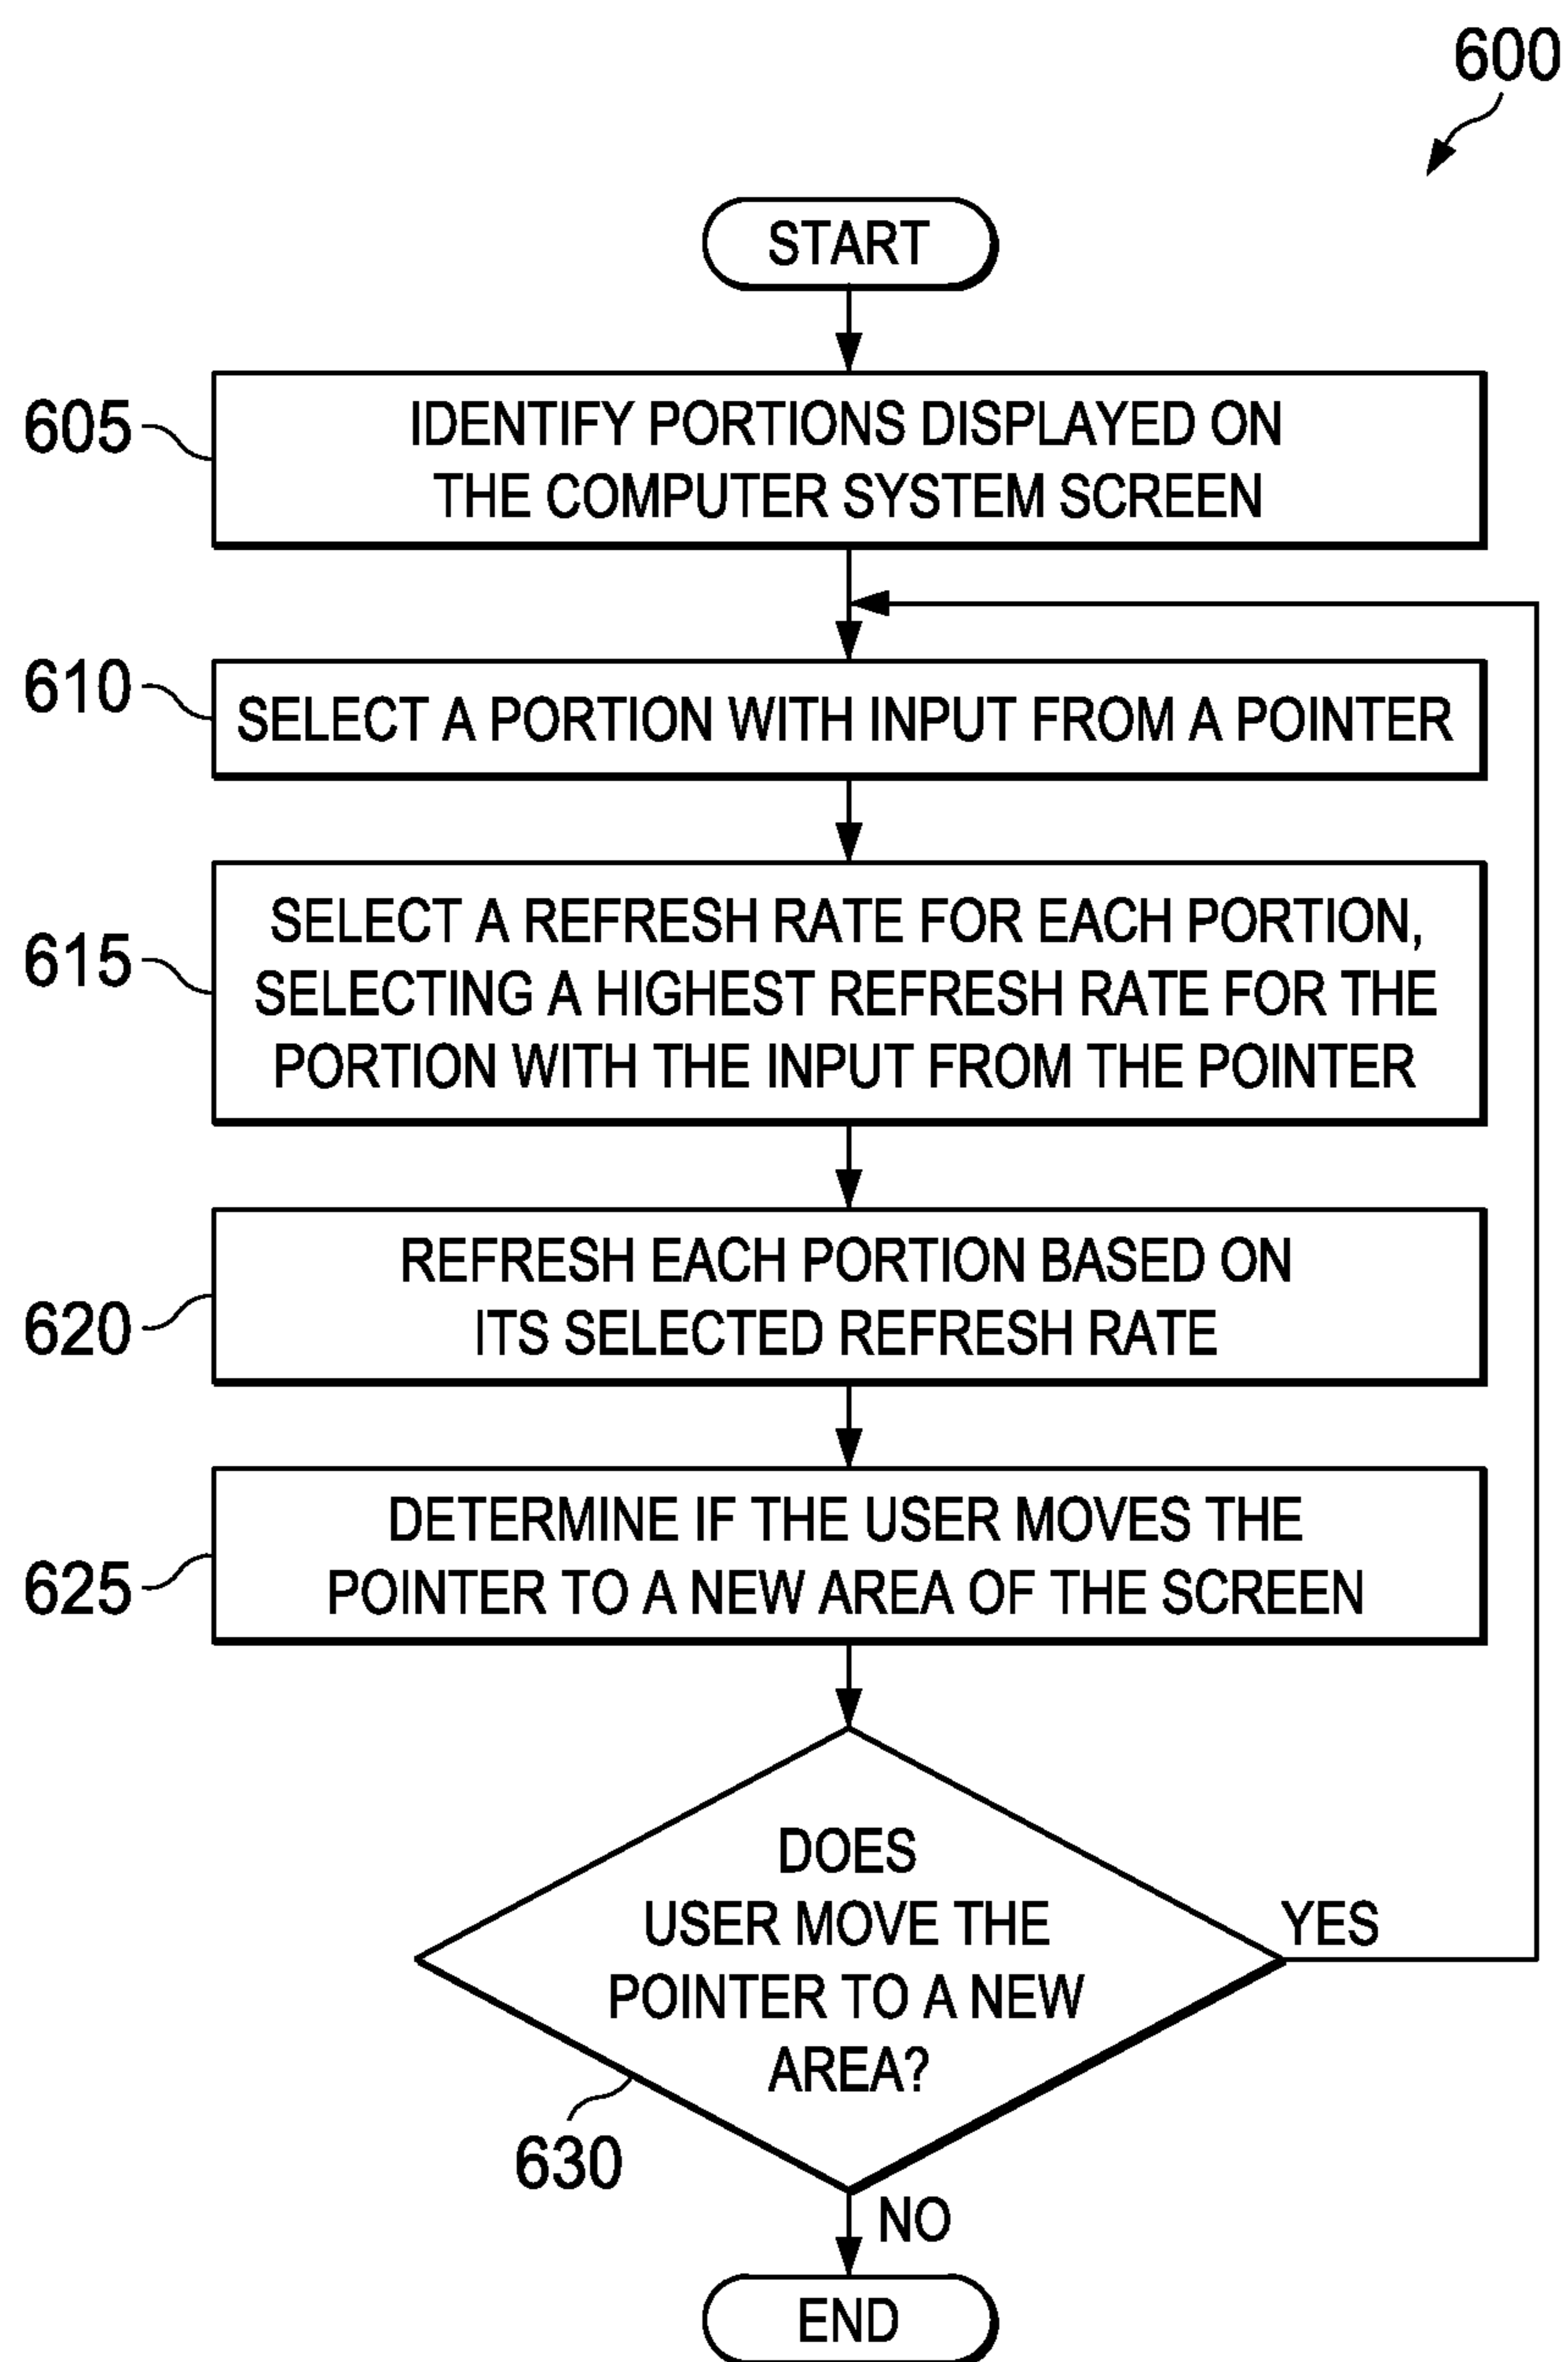 600
START
605
IDENTIFY PORTIONS DISPLAYED ON
THE COMPUTER SYSTEM SCREEN
610
SELECT A PORTION WITH INPUT FROM A POINTER
615
SELECT A REFRESH RATE FOR EACH PORTION,
SELECTING A HIGHEST REFRESH RATE FOR THE
PORTION WITH THE INPUT FROM THE POINTER
620
REFRESH EACH PORTION BASED ON
ITS SELECTED REFRESH RATE
625
DETERMINE IF THE USER MOVES THE
POINTER TO A NEW AREA OF THE SCREEN
DOES
USER MOVE THE
POINTER TO A NEW
AREA?
YES
630
NO
END